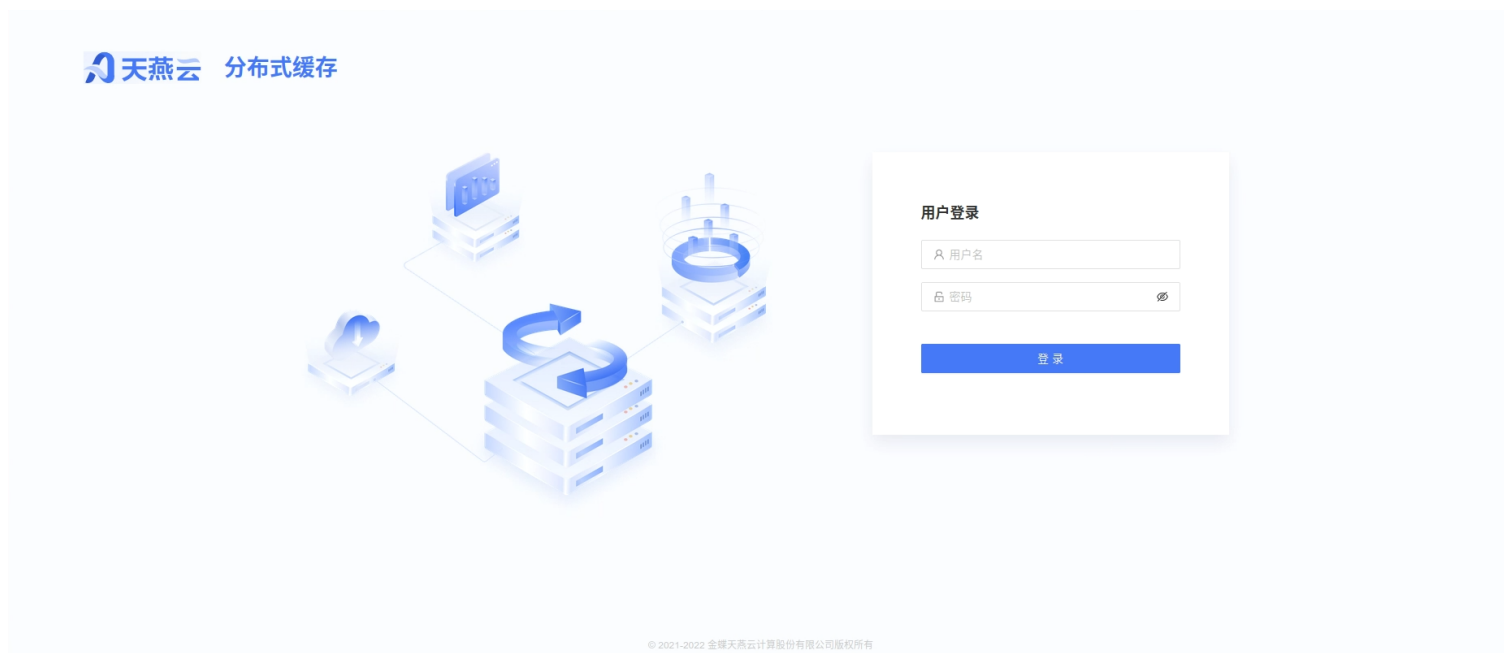 天燕云 分布式缓存
用户登录
用户名
密码
登 录
© 2021-2022 金蝶天燕云计算股份有限公司版权所有